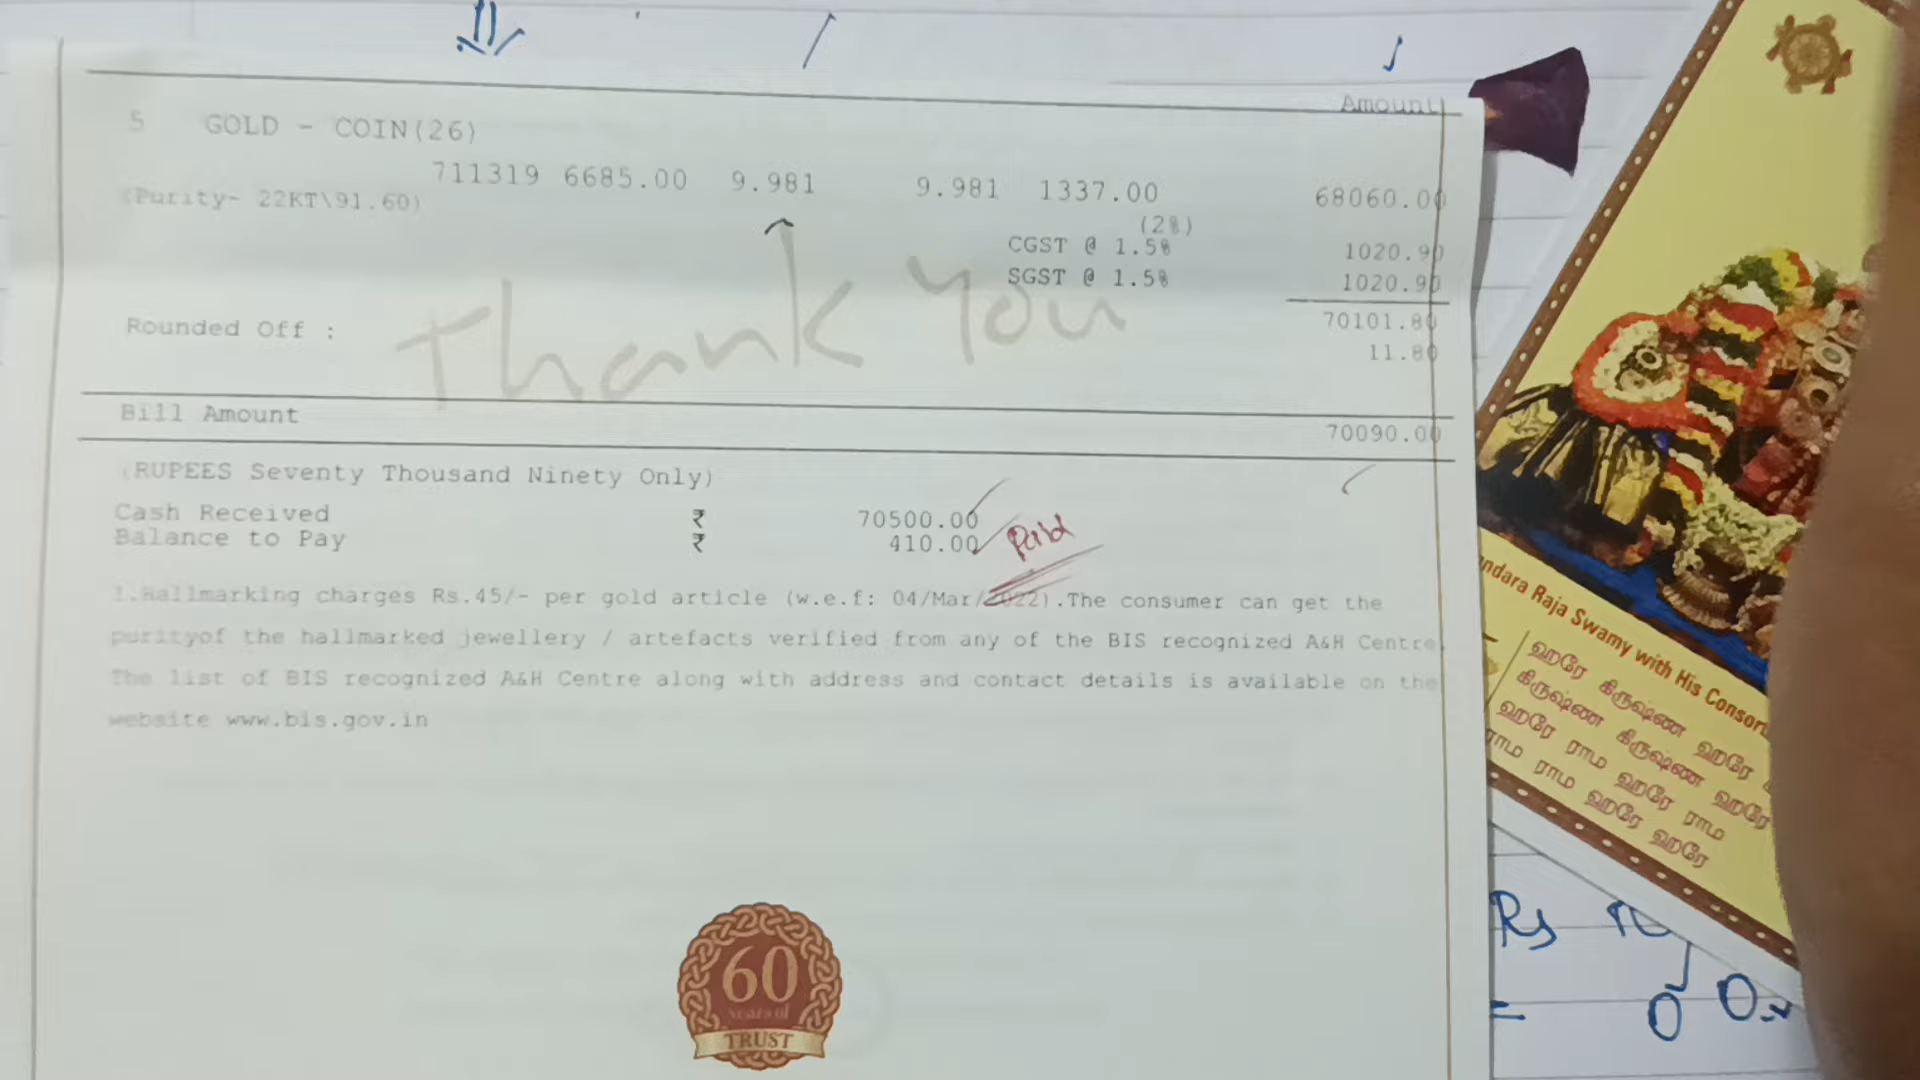 Amount
5 GOLD - COIN(26)
711319 6685.00 9.981 9.981 1337.00 68060.00
(Purity- 22KT\91.60)
(2%)
CGST @ 1.5% 1020.90
SGST @ 1.5% 1020.90
70101.80
Rounded Off : 11.80
Thank You
Bill Amount 70090.00
(RUPEES Seventy Thousand Ninety Only)
Cash Received ₹ 70500.00
Balance to Pay ₹ 410.00
Paid
1.Hallmarking charges Rs.45/- per gold article (w.e.f: 04/Mar/2022).The consumer can get the
purityof the hallmarked jewellery / artefacts verified from any of the BIS recognized A&H Centre.
The list of BIS recognized A&H Centre along with address and contact details is available on the
website www.bis.gov.in
60
years of
TRUST
Raja Swamy with His Consort
ஹரே கிருஷ்ண ஹரே
கிருஷ்ண கிருஷ்ண ஹரே
ஹரே ராம ஹரே ராம
ராம ராம ஹரே ஹரே
Rs
=